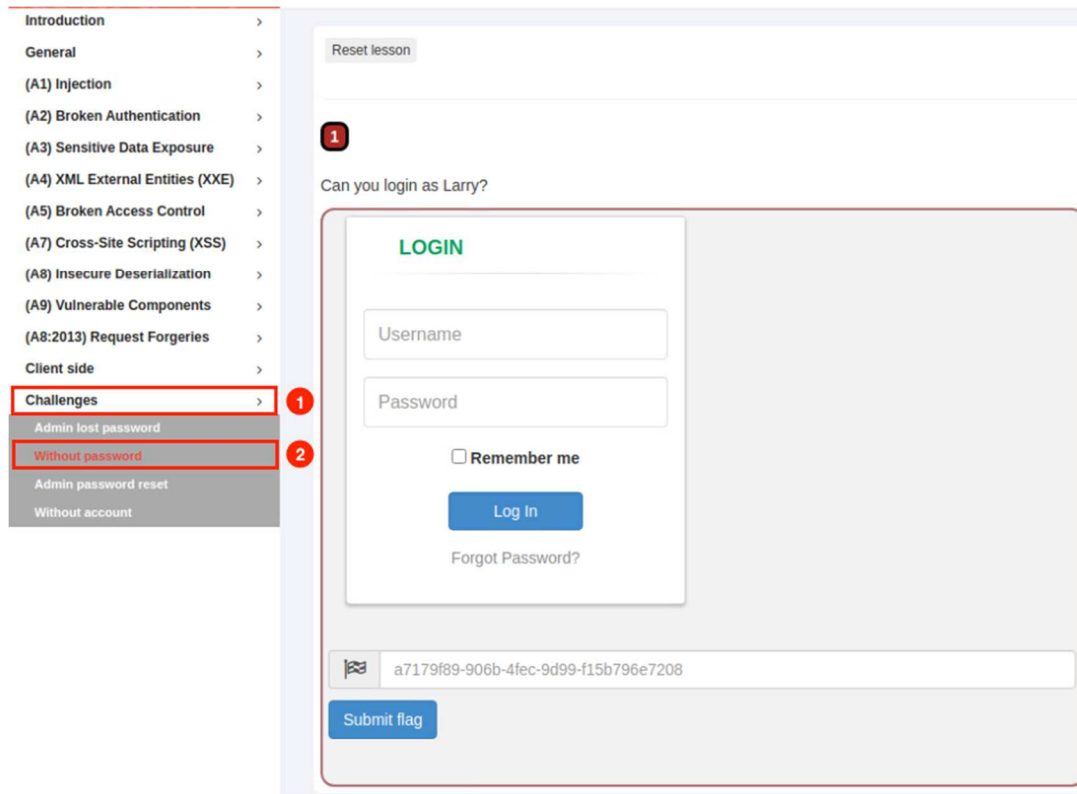 Introduction
General
(A1) Injection
(A2) Broken Authentication
(A3) Sensitive Data Exposure
(A4) XML External Entities (XXE)
(A5) Broken Access Control
(A7) Cross-Site Scripting (XSS)
(A8) Insecure Deserialization
(A9) Vulnerable Components
(A8:2013) Request Forgeries
Client side
Challenges
1
Admin lost password
Without password
2
Admin password reset
Without account
Reset lesson
1
Can you login as Larry?
LOGIN
Username
Password
Remember me
Log In
Forgot Password?
a7179f89-906b-4fec-9d99-f15b796e7208
Submit flag